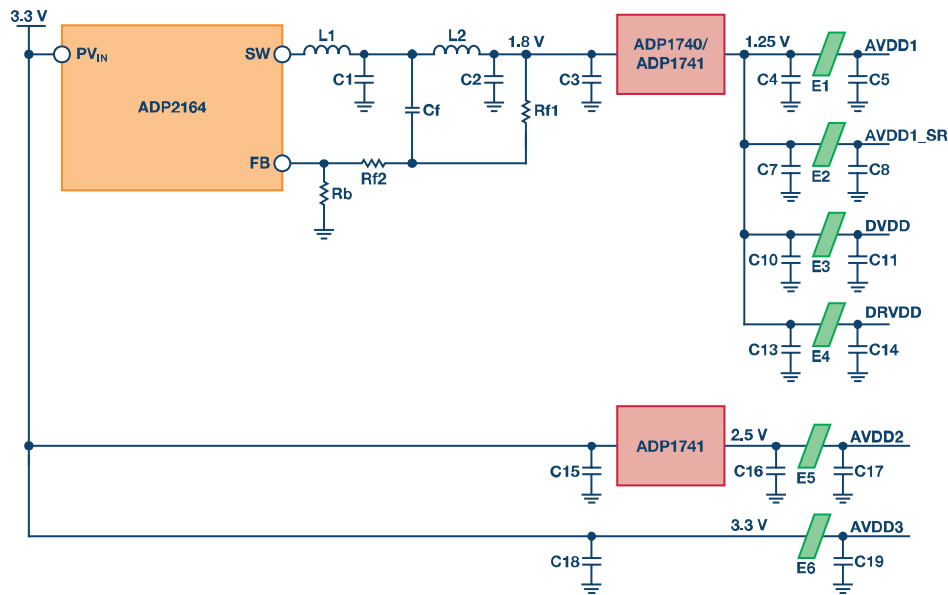 3.3 V
PVIN
SW
ADP2164
FB
L1
C1
L2
Cf
C2
1.8 V
Rf1
Rf2
Rb
C3
ADP1740/
ADP1741
1.25 V
C4
E1
C5
AVDD1
C7
E2
C8
AVDD1_SR
C10
E3
C11
DVDD
C13
E4
C14
DRVDD
C15
ADP1741
2.5 V
C16
E5
C17
AVDD2
C18
3.3 V
E6
C19
AVDD3